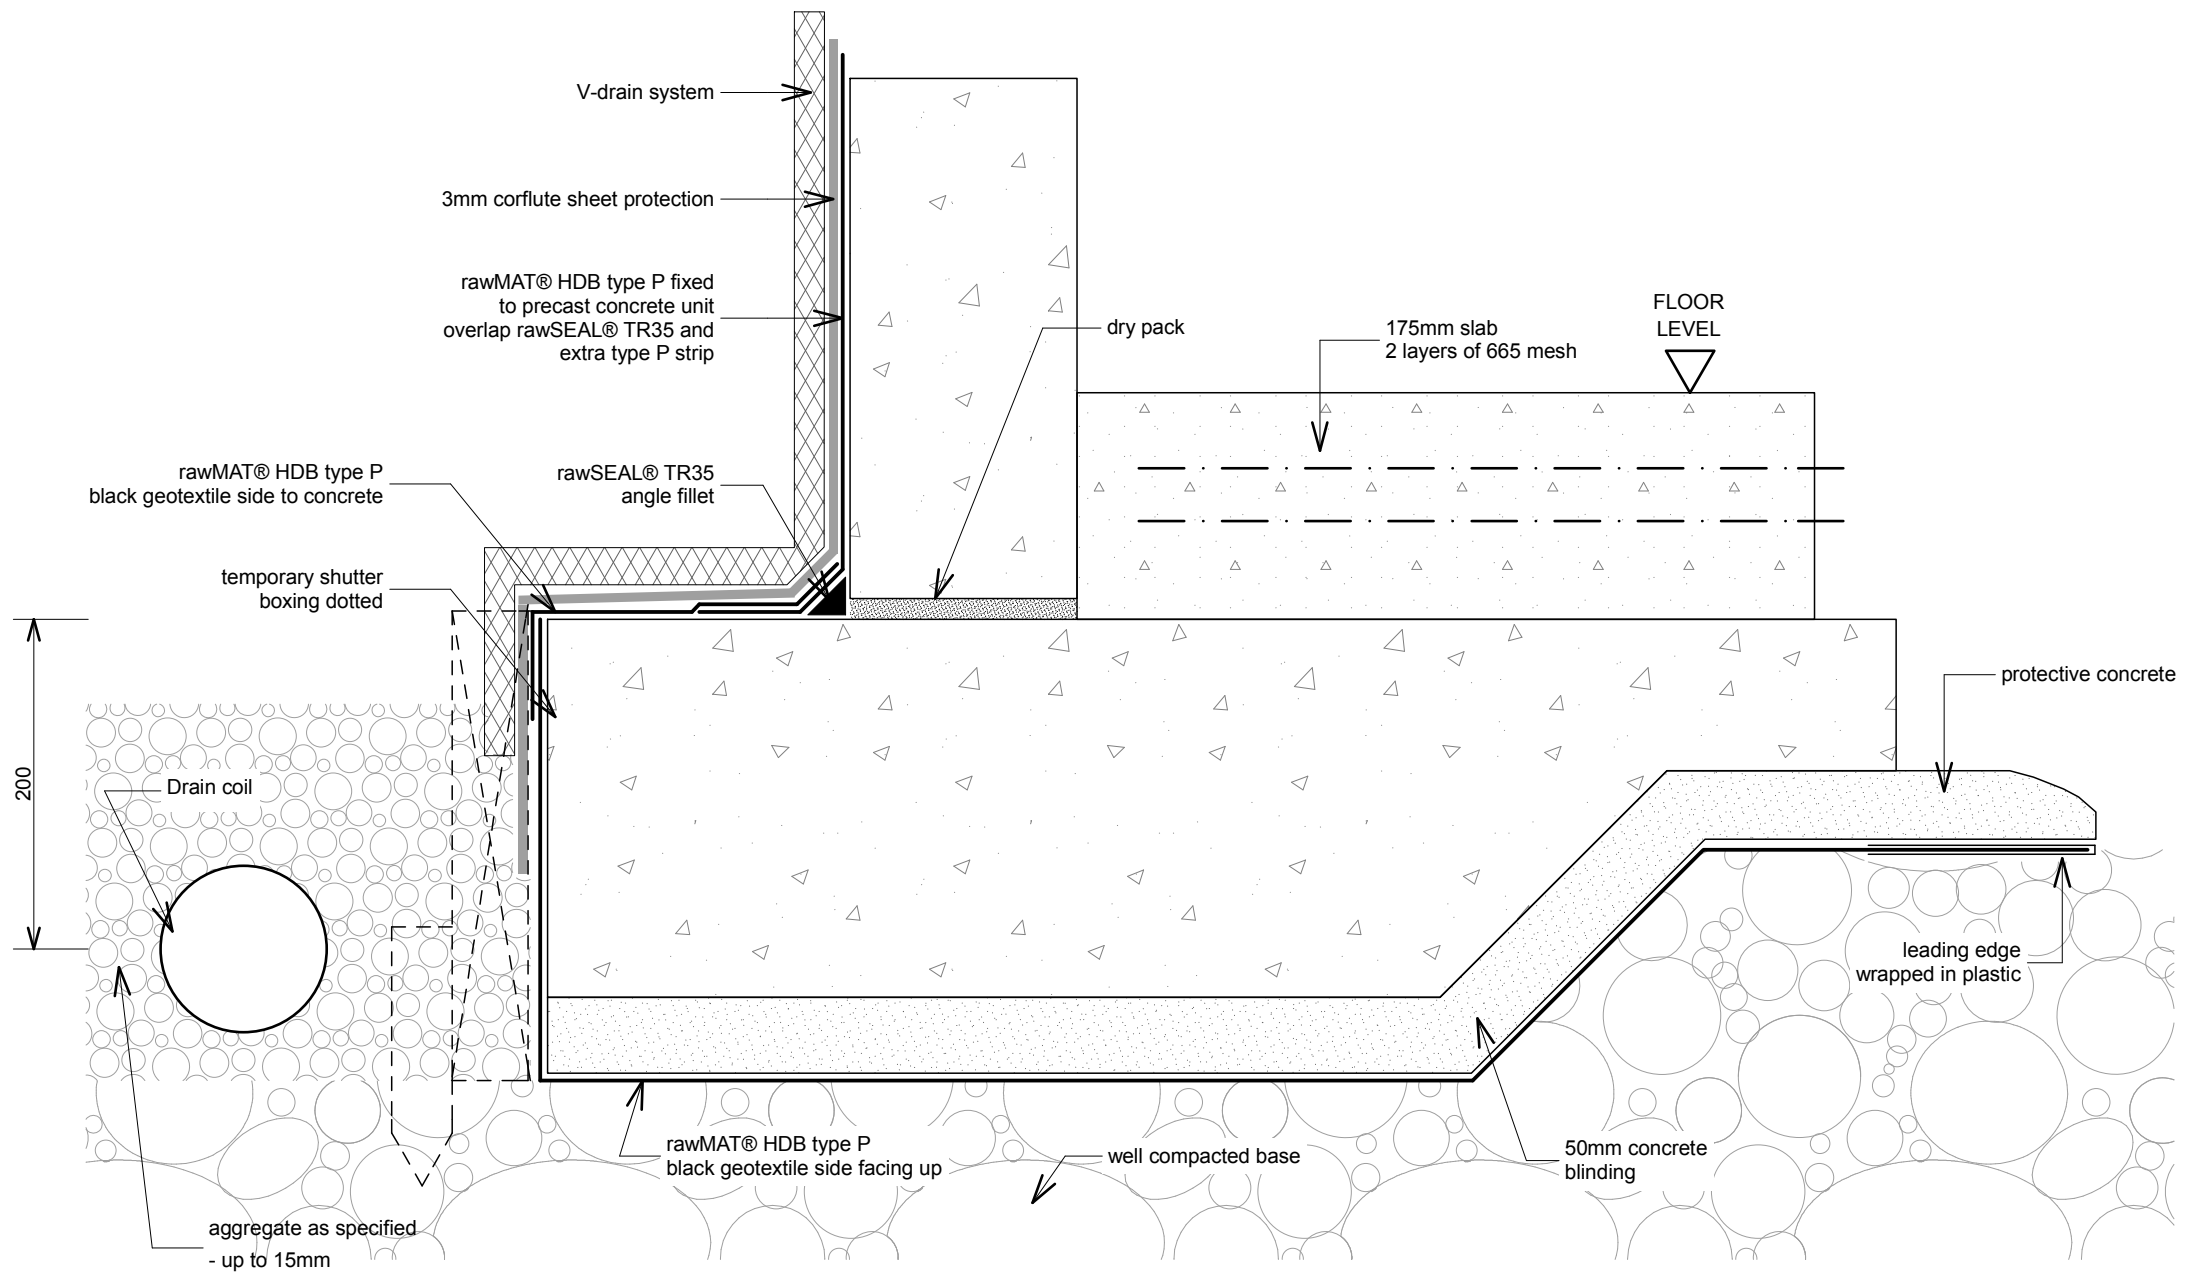 V-drain system
3mm corflute sheet protection
rawMAT® HDB type P fixed
to precast concrete unit
overlap rawSEAL® TR35 and
extra type P strip
FLOOR
LEVEL
dry pack
175mm slab
2 layers of 665 mesh
rawMAT® HDB type P
black geotextile side to concrete
rawSEAL® TR35
angle fillet
temporary shutter
boxing dotted
protective concrete
200
Drain coil
leading edge
wrapped in plastic
rawMAT® HDB type P
black geotextile side facing up
well compacted base
50mm concrete
blinding
aggregate as specified
- up to 15mm